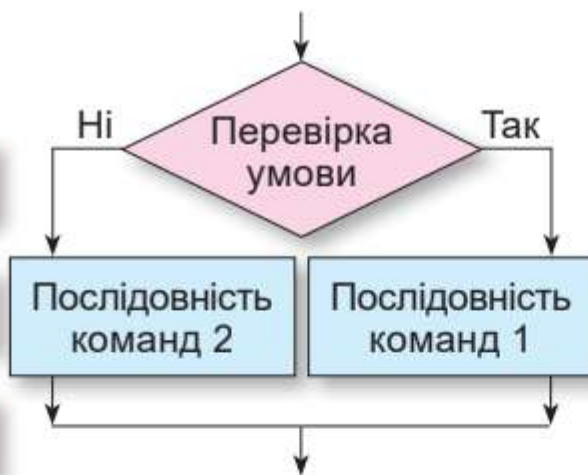 Ні
Перевірка
умови
Так
Послідовність
команд 2
Послідовність
команд 1